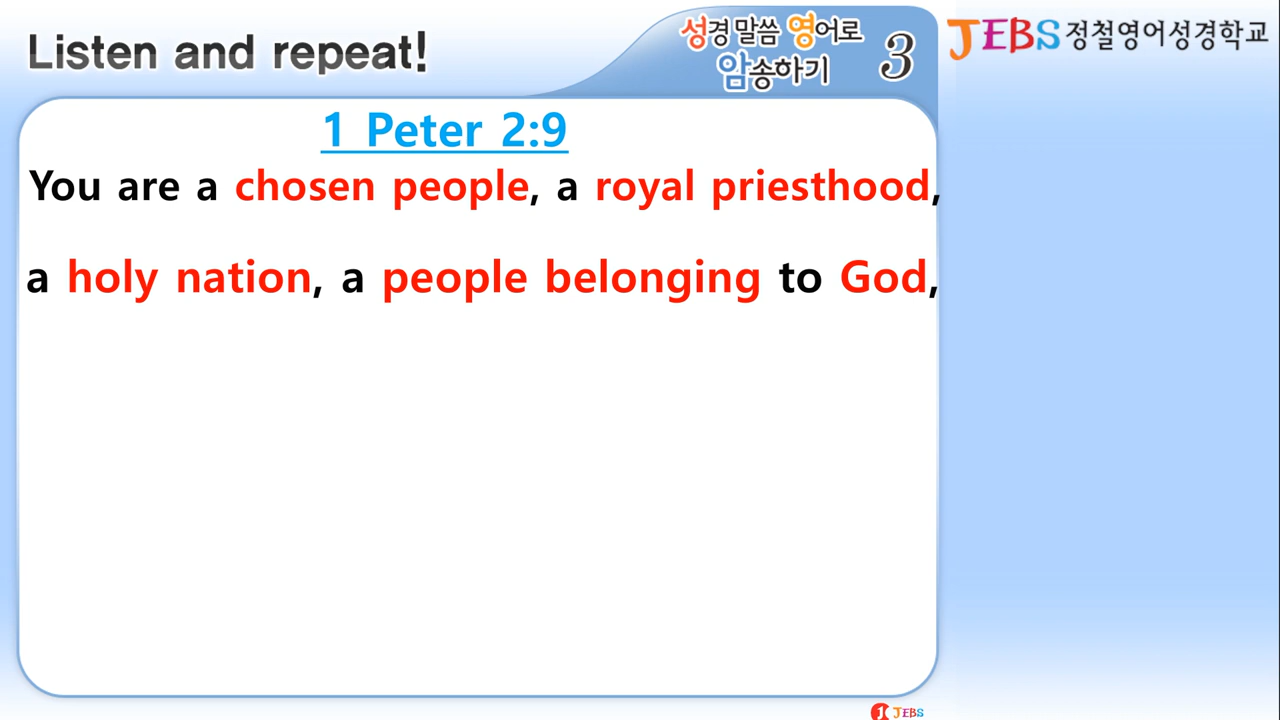 Listen and repeat!
성경 말씀 영어로
암송하기
3
JEBS 정철영어성경학교
1 Peter 2:9
You are a chosen people, a royal priesthood,
a holy nation, a people belonging to God,
J JEBS